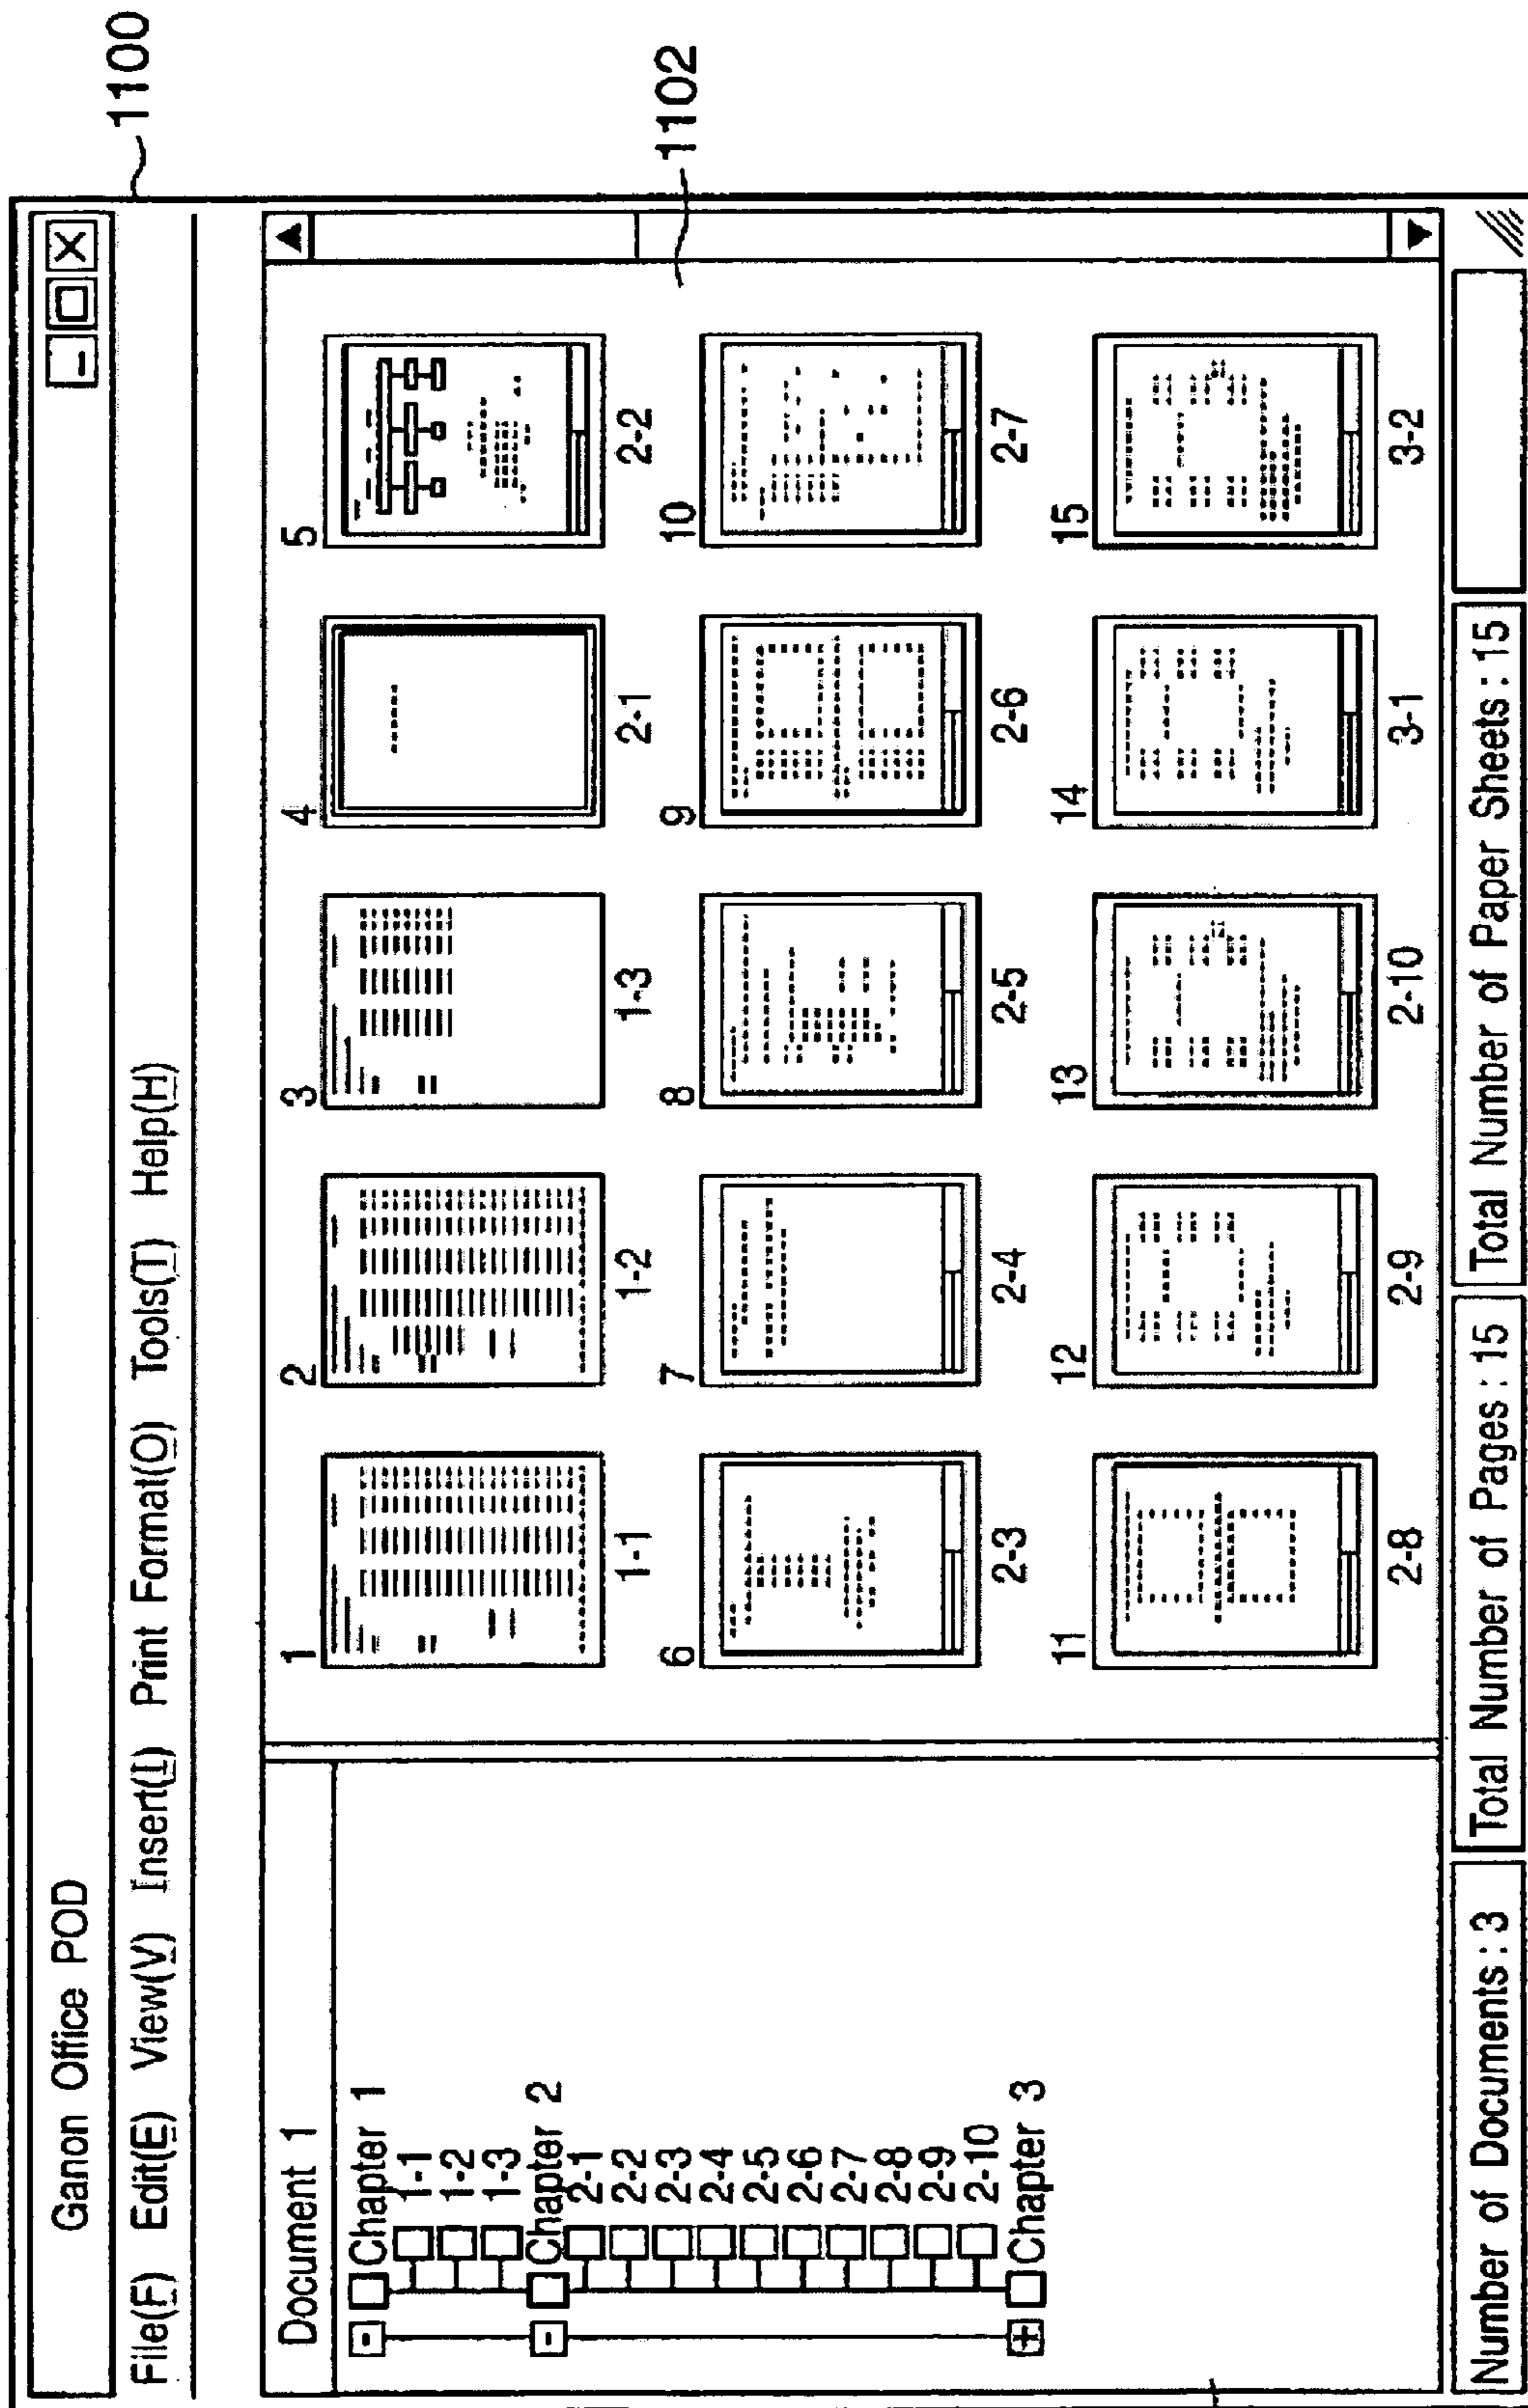 Ganon Office POD
File(F) Edit(E) View(V) Insert(I) Print Format(O) Tools(T) Help(H)
1100
Document 1
Chapter 1
1-1
1-2
1-3
Chapter 2
2-1
2-2
2-3
2-4
2-5
2-6
2-7
2-8
2-9
2-10
Chapter 3
1 2 3 4 5
1-1 1-2 1-3 2-1 2-2
1102
6 7 8 9 10
2-3 2-4 2-5 2-6 2-7
11 12 13 14 15
2-8 2-9 2-10 3-1 3-2
Number of Documents : 3 Total Number of Pages : 15 Total Number of Paper Sheets : 15